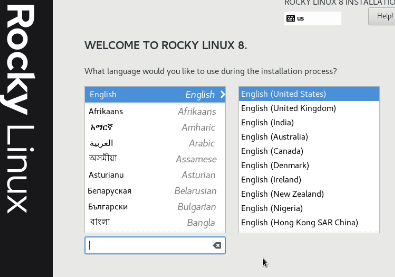 Rocky Linux
ROCKY LINUX 8 INSTALLATIO
us
Help!
WELCOME TO ROCKY LINUX 8.
What language would you like to use during the installation process?
English English
Afrikaans Afrikaans
አማርኛ Amharic
العربية Arabic
অসমীয়া Assamese
Asturianu Asturian
Беларуская Belarusian
Български Bulgarian
বাংলা Bangla
English (United States)
English (United Kingdom)
English (India)
English (Australia)
English (Canada)
English (Denmark)
English (Ireland)
English (New Zealand)
English (Nigeria)
English (Hong Kong SAR China)